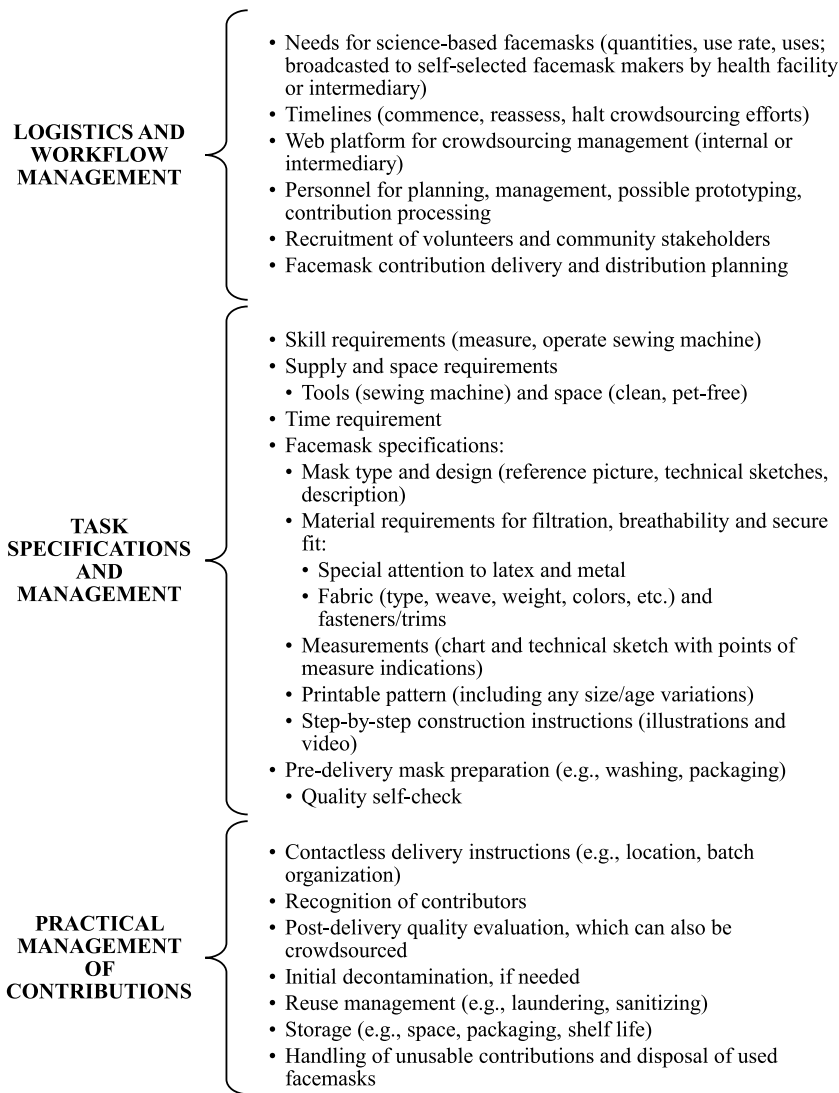 LOGISTICS AND
WORKFLOW
MANAGEMENT
• Needs for science-based facemasks (quantities, use rate, uses;
broadcasted to self-selected facemask makers by health facility
or intermediary)
• Timelines (commence, reassess, halt crowdsourcing efforts)
• Web platform for crowdsourcing management (internal or
intermediary)
• Personnel for planning, management, possible prototyping,
contribution processing
• Recruitment of volunteers and community stakeholders
• Facemask contribution delivery and distribution planning
TASK
SPECIFICATIONS
AND
MANAGEMENT
• Skill requirements (measure, operate sewing machine)
• Supply and space requirements
• Tools (sewing machine) and space (clean, pet-free)
• Time requirement
• Facemask specifications:
• Mask type and design (reference picture, technical sketches,
description)
• Material requirements for filtration, breathability and secure
fit:
• Special attention to latex and metal
• Fabric (type, weave, weight, colors, etc.) and
fasteners/trims
• Measurements (chart and technical sketch with points of
measure indications)
• Printable pattern (including any size/age variations)
• Step-by-step construction instructions (illustrations and
video)
• Pre-delivery mask preparation (e.g., washing, packaging)
• Quality self-check
PRACTICAL
MANAGEMENT
OF
CONTRIBUTIONS
• Contactless delivery instructions (e.g., location, batch
organization)
• Recognition of contributors
• Post-delivery quality evaluation, which can also be
crowdsourced
• Initial decontamination, if needed
• Reuse management (e.g., laundering, sanitizing)
• Storage (e.g., space, packaging, shelf life)
• Handling of unusable contributions and disposal of used
facemasks